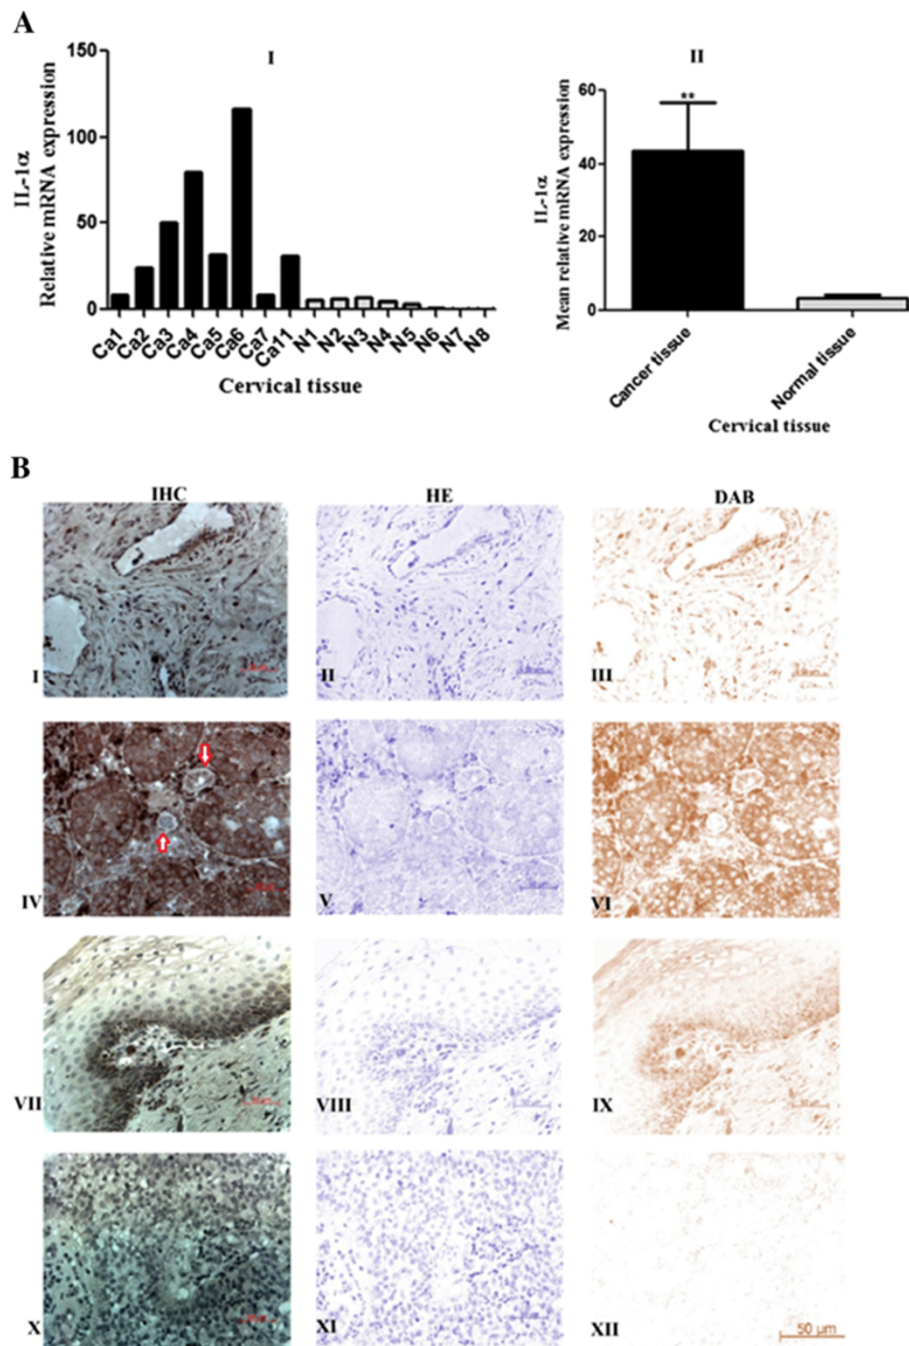 A
I
IL-1α
Relative mRNA expression
150
100
50
0
Ca1
Ca2
Ca3
Ca4
Ca5
Ca6
Ca7
Ca11
N1
N2
N3
N4
N5
N6
N7
N8
Cervical tissue
II
IL-1α
Mean relative mRNA expression
60
40
20
0
**
Cancer tissue
Normal tissue
Cervical tissue
B
IHC
HE
DAB
I
II
III
IV
V
VI
VII
VIII
IX
X
XI
XII
50 μm